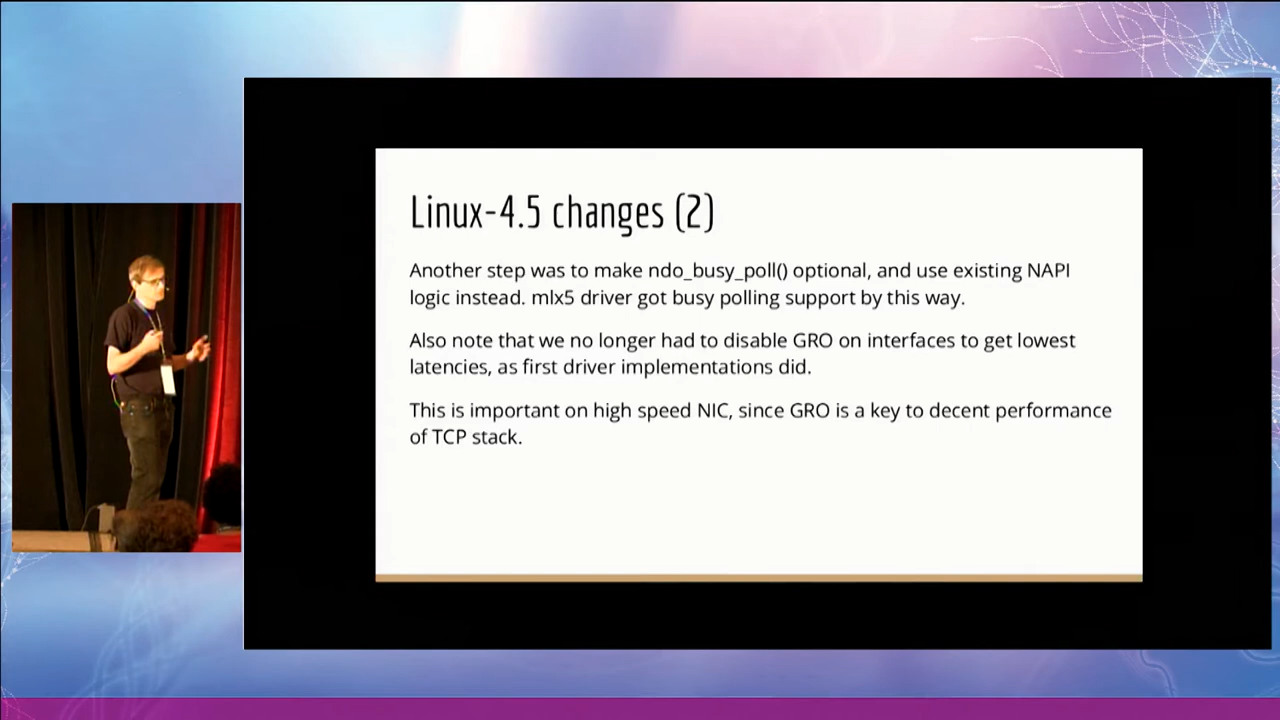 Linux-4.5 changes (2)
Another step was to make ndo_busy_poll() optional, and use existing NAPI
logic instead. mlx5 driver got busy polling support by this way.
Also note that we no longer had to disable GRO on interfaces to get lowest
latencies, as first driver implementations did.
This is important on high speed NIC, since GRO is a key to decent performance
of TCP stack.